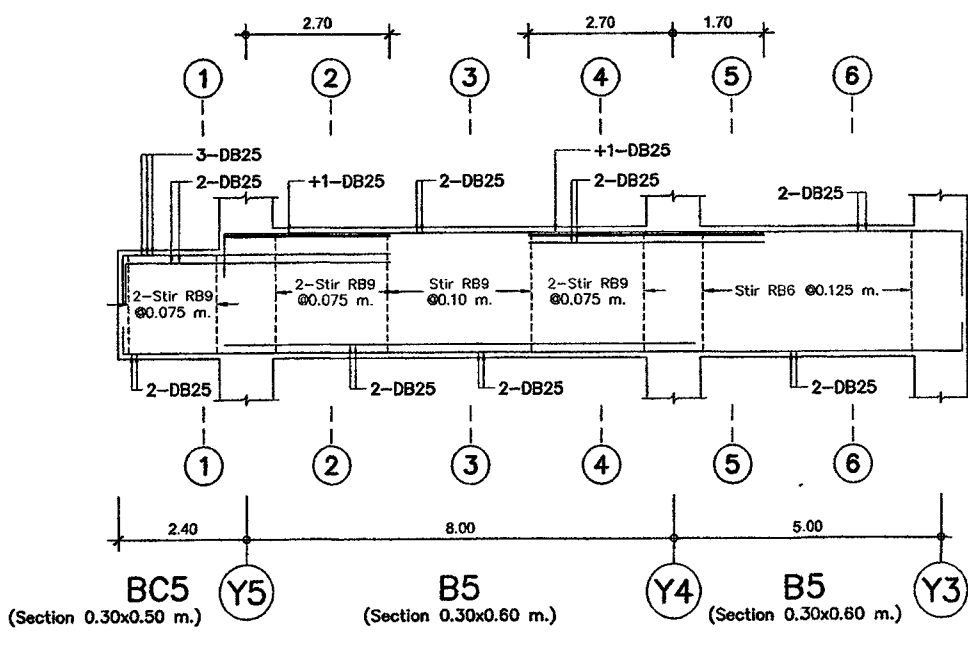 2.70
2.70
1.70
1
2
3
4
5
6
3-DB25
2-DB25
+1-DB25
2-DB25
+1-DB25
2-DB25
2-DB25
2-Stir RB9
@0.075 m.
2-Stir RB9
@0.075 m.
Stir RB9
@0.10 m.
2-Stir RB9
@0.075 m.
Stir RB6 @0.125 m.
2-DB25
2-DB25
2-DB25
2-DB25
1
2
3
4
5
6
2.40
8.00
5.00
BC5
(Section 0.30x0.50 m.)
Y5
B5
(Section 0.30x0.60 m.)
Y4
B5
(Section 0.30x0.60 m.)
Y3